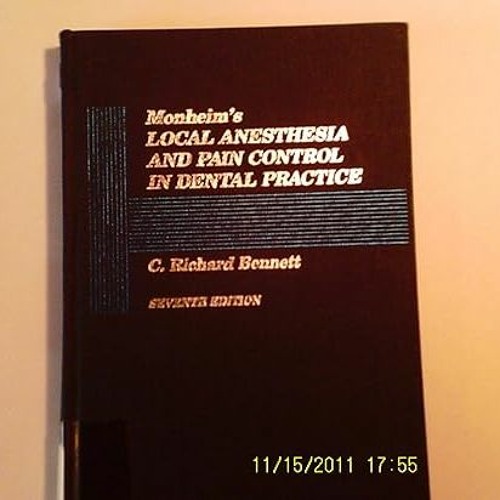 Monheim's
LOCAL ANESTHESIA
AND PAIN CONTROL
IN DENTAL PRACTICE
C. Richard Bennett
SEVENTH EDITION
11/15/2011 17:55